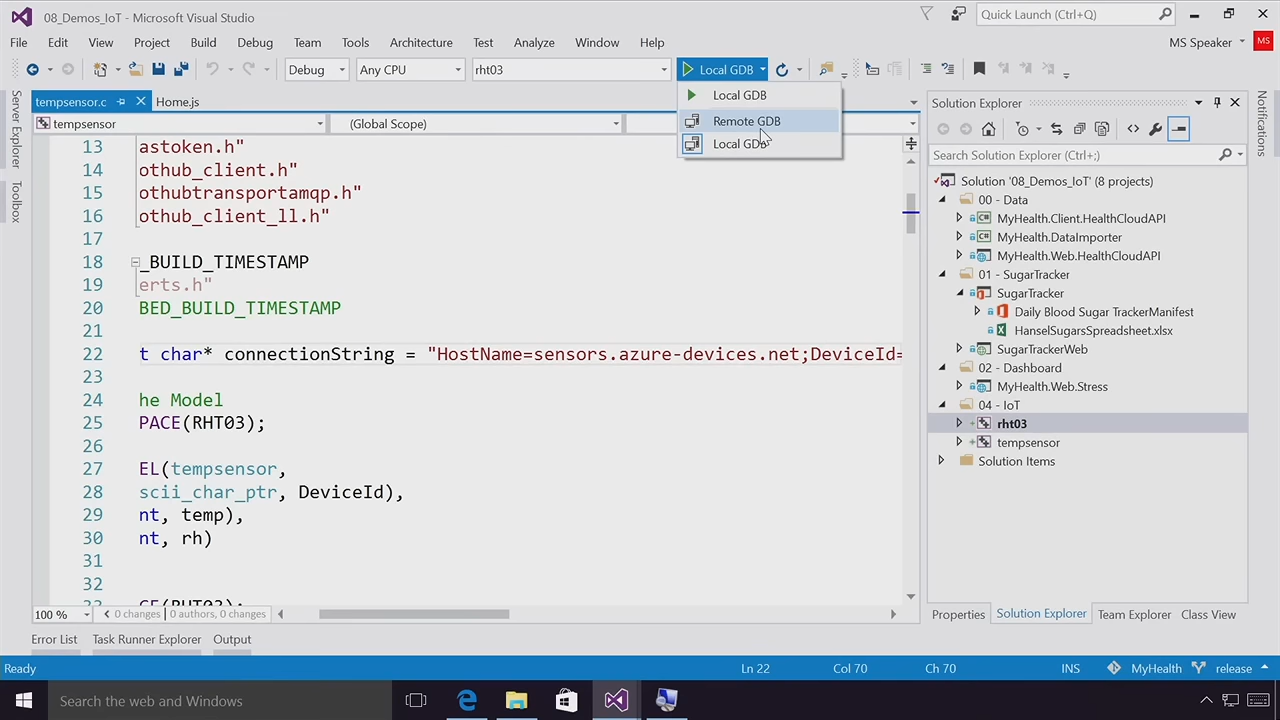 08_Demos_IoT - Microsoft Visual Studio
Quick Launch (Ctrl+Q)
File Edit View Project Build Debug Team Tools Architecture Test Analyze Window Help
MS Speaker MS
Debug Any CPU rht03 Local GDB
Local GDB
Remote GDB
Local GDB
Server Explorer
Toolbox
tempsensor.c Home.js
tempsensor (Global Scope)
13 astoken.h"
14 othub_client.h"
15 othubtransportamqp.h"
16 othub_client_ll.h"
17
18 _BUILD_TIMESTAMP
19 erts.h"
20 BED_BUILD_TIMESTAMP
21
22 t char* connectionString = "HostName=sensors.azure-devices.net;DeviceId=
23
24 he Model
25 PACE(RHT03);
26
27 EL(tempsensor,
28 scii_char_ptr, DeviceId),
29 nt, temp),
30 nt, rh)
31
32
33 CE(RHT03);
100 % 0 changes | 0 authors, 0 changes
Solution Explorer
Search Solution Explorer (Ctrl+;)
Solution '08_Demos_IoT' (8 projects)
00 - Data
MyHealth.Client.HealthCloudAPI
MyHealth.DataImporter
MyHealth.Web.HealthCloudAPI
01 - SugarTracker
SugarTracker
Daily Blood Sugar TrackerManifest
HanselSugarsSpreadsheet.xlsx
SugarTrackerWeb
02 - Dashboard
MyHealth.Web.Stress
04 - IoT
rht03
tempsensor
Solution Items
Properties Solution Explorer Team Explorer Class View
Notifications
Error List Task Runner Explorer Output
Ready Ln 22 Col 70 Ch 70 INS MyHealth release
Search the web and Windows